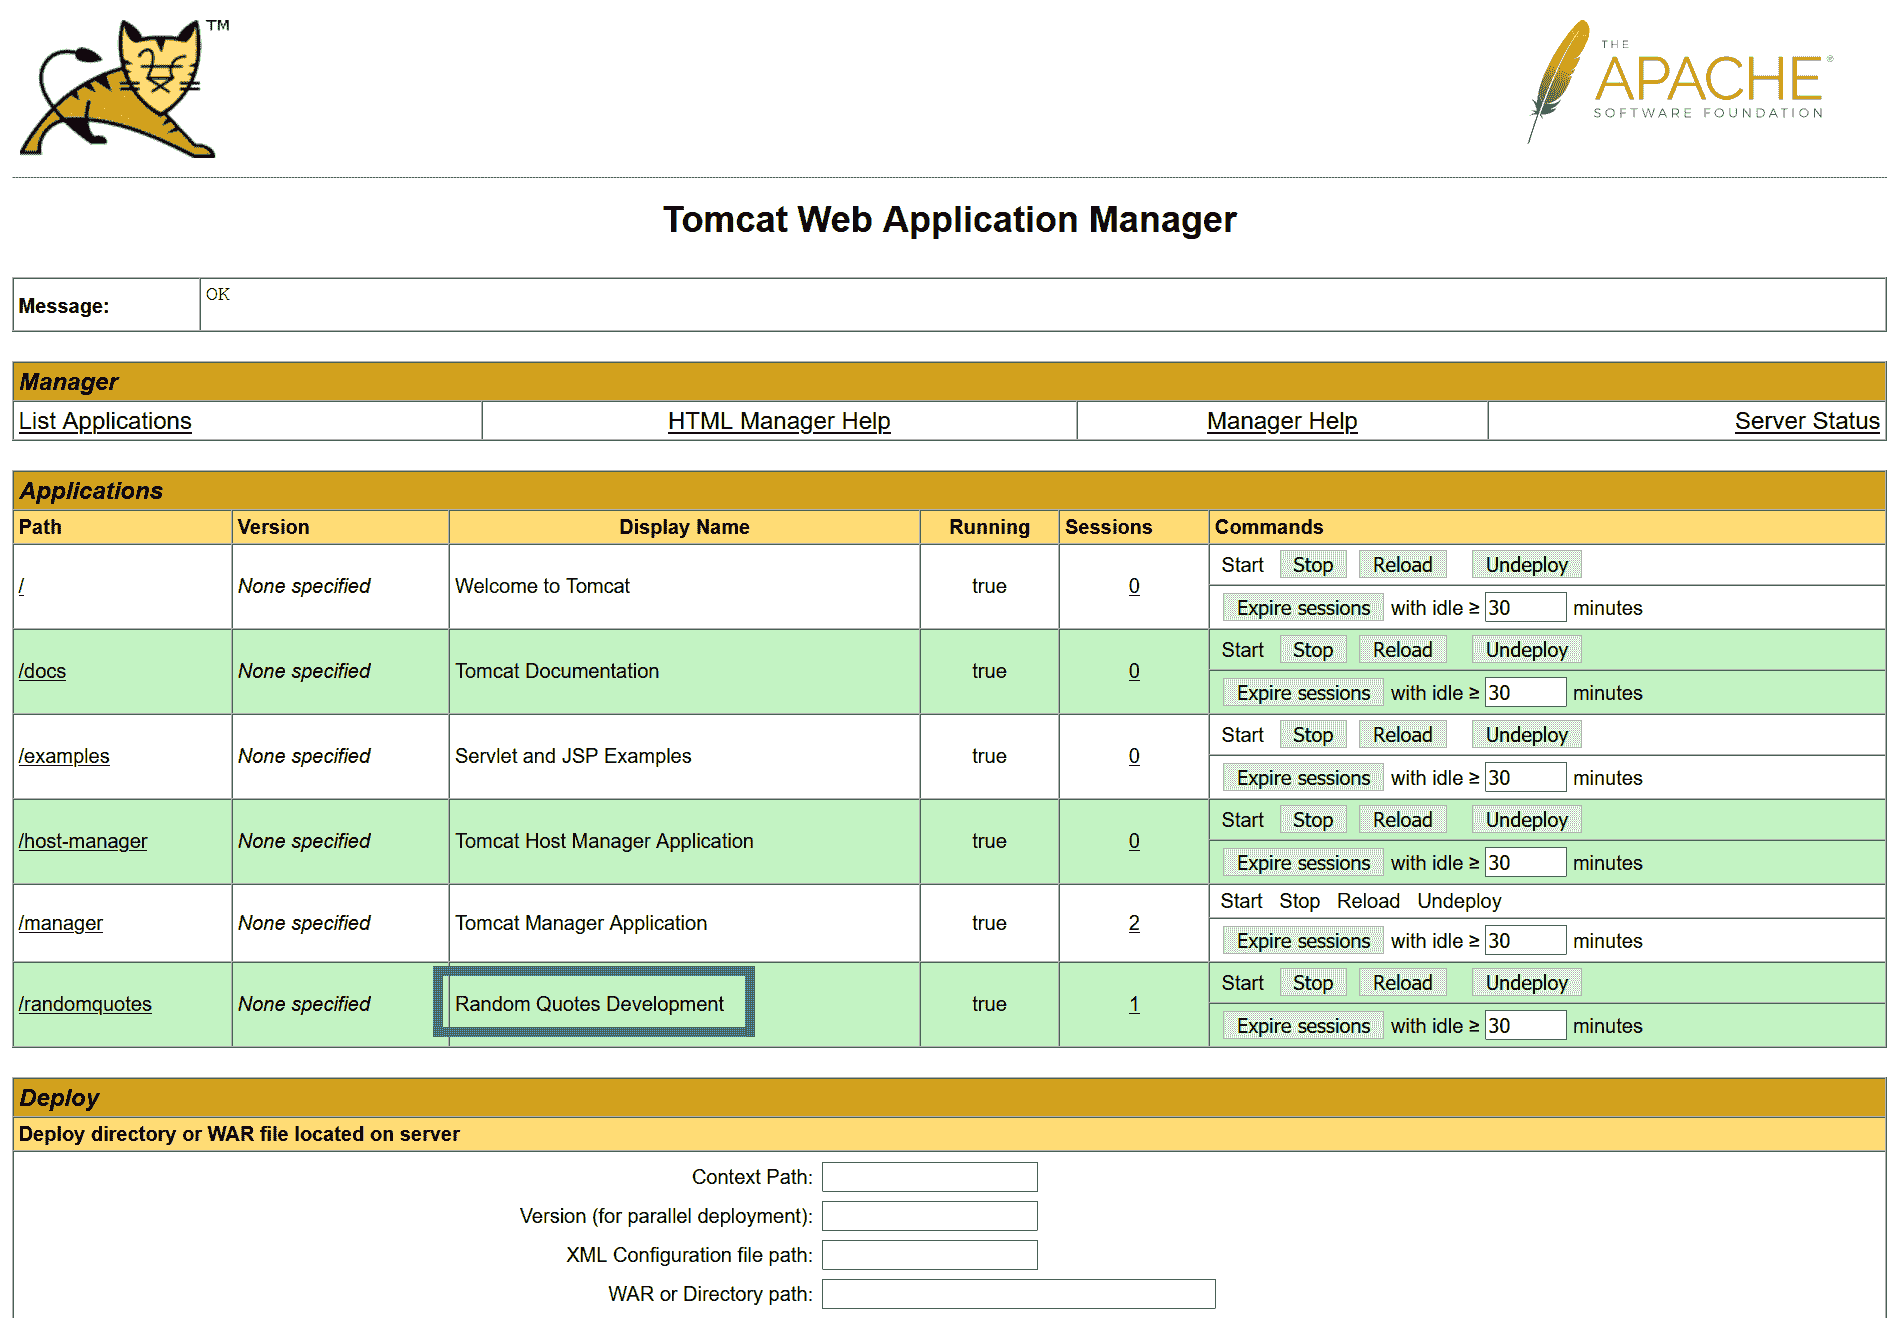 TM
THE
APACHE®
SOFTWARE FOUNDATION
Tomcat Web Application Manager
Message: OK
Manager
List Applications HTML Manager Help Manager Help Server Status
Applications
Path Version Display Name Running Sessions Commands
/ None specified Welcome to Tomcat true 0 Start Stop Reload Undeploy
Expire sessions with idle ≥ 30 minutes
/docs None specified Tomcat Documentation true 0 Start Stop Reload Undeploy
Expire sessions with idle ≥ 30 minutes
/examples None specified Servlet and JSP Examples true 0 Start Stop Reload Undeploy
Expire sessions with idle ≥ 30 minutes
/host-manager None specified Tomcat Host Manager Application true 0 Start Stop Reload Undeploy
Expire sessions with idle ≥ 30 minutes
/manager None specified Tomcat Manager Application true 2 Start Stop Reload Undeploy
Expire sessions with idle ≥ 30 minutes
/randomquotes None specified Random Quotes Development true 1 Start Stop Reload Undeploy
Expire sessions with idle ≥ 30 minutes
Deploy
Deploy directory or WAR file located on server
Context Path:
Version (for parallel deployment):
XML Configuration file path:
WAR or Directory path: